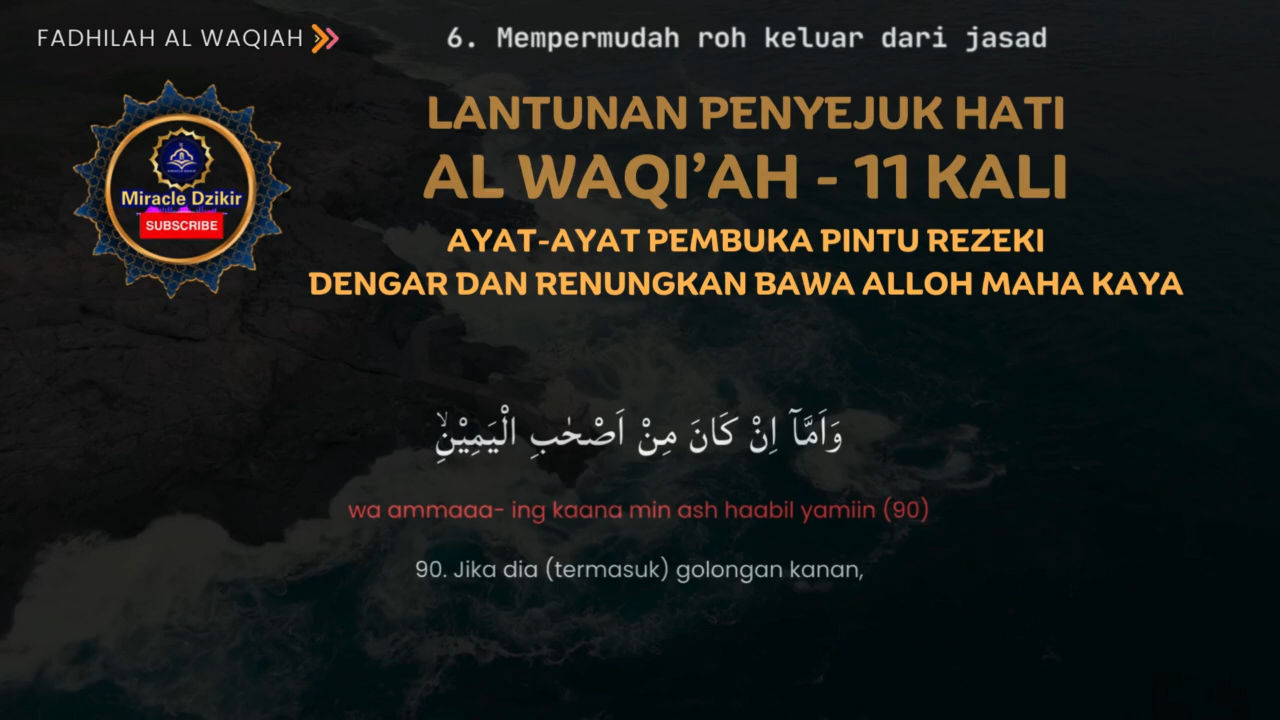 FADHILAH AL WAQIAH
6. Mempermudah roh keluar dari jasad
LANTUNAN PENYEJUK HATI
AL WAQI’AH - 11 KALI
AYAT-AYAT PEMBUKA PINTU REZEKI
DENGAR DAN RENUNGKAN BAWA ALLOH MAHA KAYA
Miracle Dzikir
SUBSCRIBE
وَاَمَّآ اِنْ كَانَ مِنْ اَصْحٰبِ الْيَمِيْنِۙ
wa ammaaa- ing kaana min ash haabil yamiin (90)
90. Jika dia (termasuk) golongan kanan,